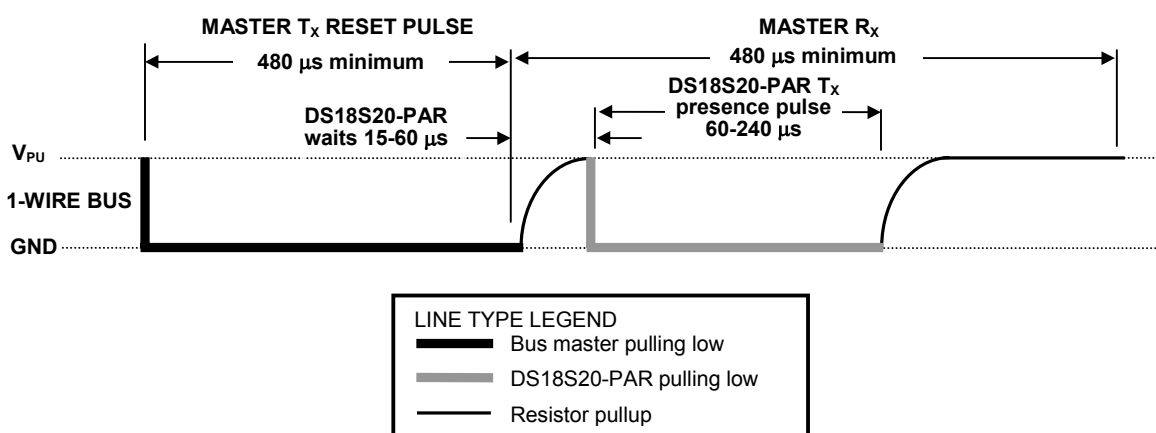 MASTER TX RESET PULSE
MASTER RX
480 μs minimum
480 μs minimum
DS18S20-PAR TX
presence pulse
60-240 μs
DS18S20-PAR
waits 15-60 μs
VPU
1-WIRE BUS
GND
LINE TYPE LEGEND
Bus master pulling low
DS18S20-PAR pulling low
Resistor pullup